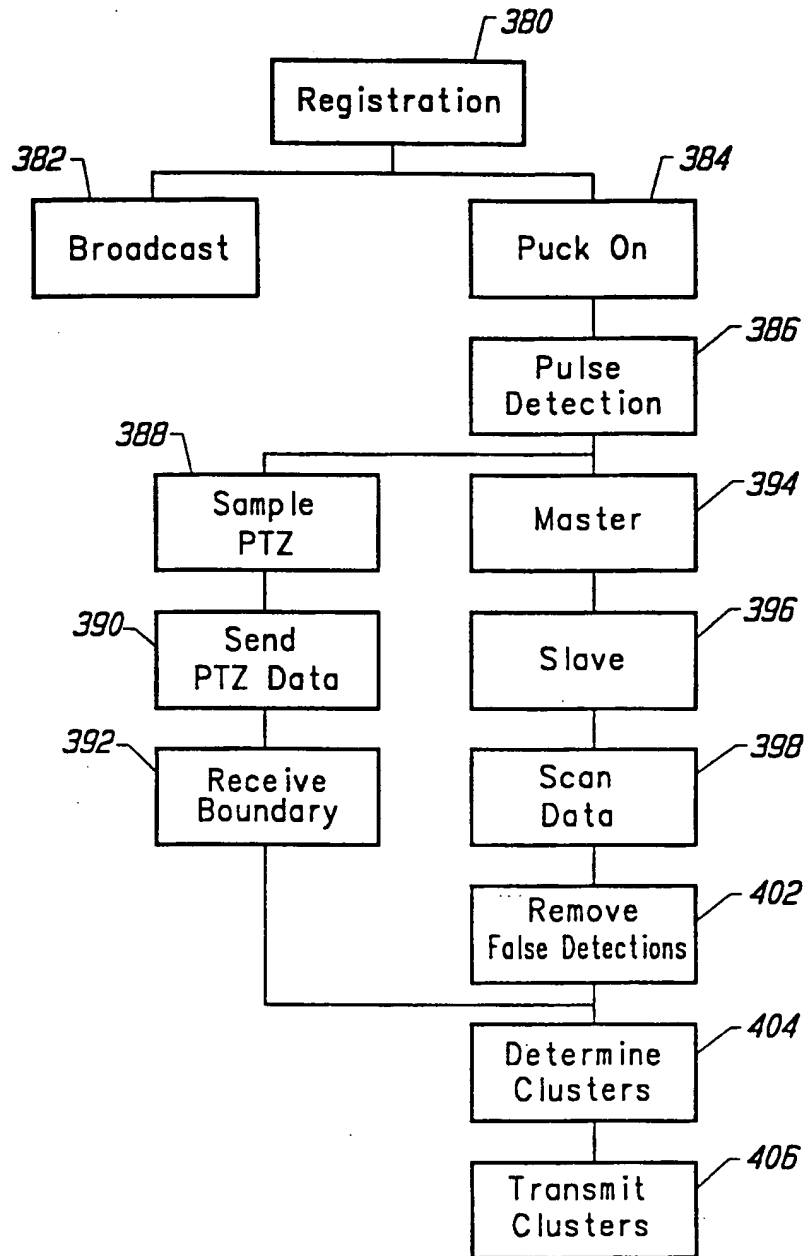 380
Registration
382
384
Broadcast
Puck On
386
Pulse
Detection
388
394
Sample
PTZ
Master
390
396
Send
PTZ Data
Slave
392
398
Receive
Boundary
Scan
Data
402
Remove
False Detections
404
Determine
Clusters
406
Transmit
Clusters